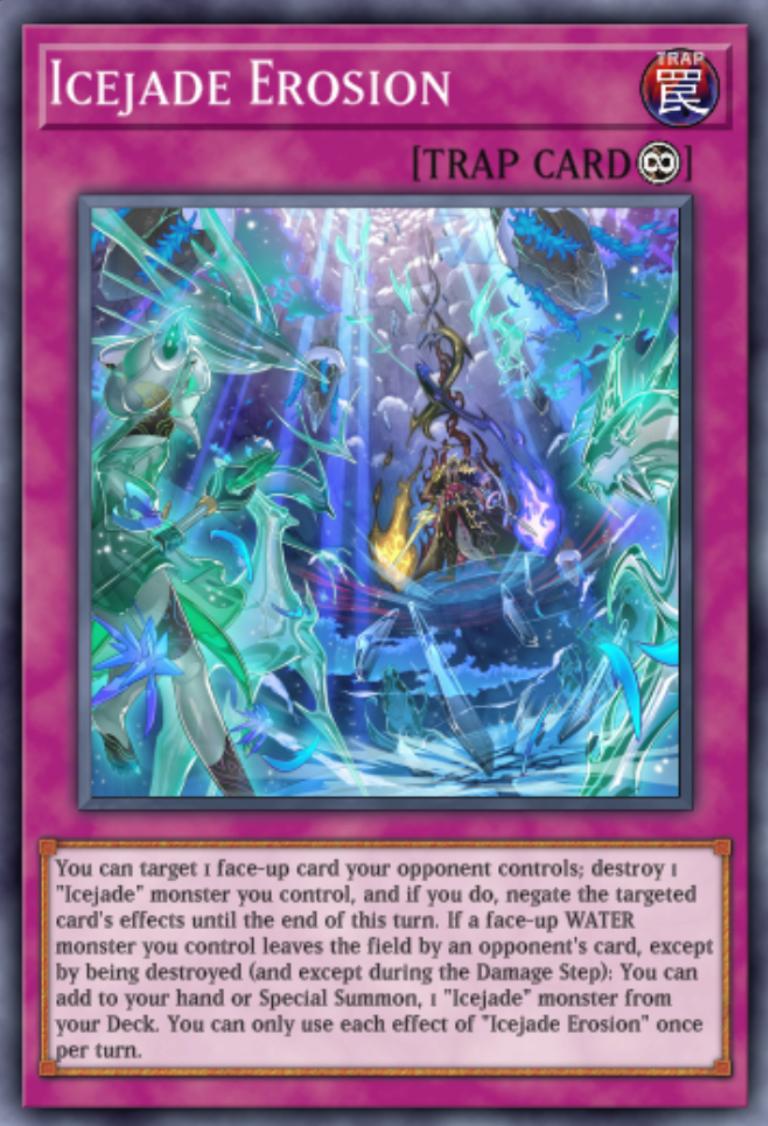 Icejade Erosion
TRAP
罠
[TRAP CARD]
You can target 1 face-up card your opponent controls; destroy 1
"Icejade" monster you control, and if you do, negate the targeted
card's effects until the end of this turn. If a face-up WATER
monster you control leaves the field by an opponent's card, except
by being destroyed (and except during the Damage Step): You can
add to your hand or Special Summon, 1 "Icejade" monster from
your Deck. You can only use each effect of "Icejade Erosion" once
per turn.